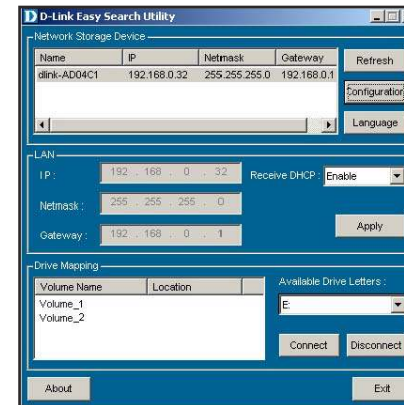 D-Link Easy Search Utility
Network Storage Device
Name IP Netmask Gateway
dlink-AD04C1 192.168.0.32 255.255.255.0 192.168.0.1
Refresh
Configuration
Language
LAN
IP : 192 . 168 . 0 . 32
Receive DHCP : Enable
Netmask : 255 . 255 . 255 . 0
Gateway : 192 . 168 . 0 . 1
Apply
Drive Mapping
Volume Name Location
Volume_1
Volume_2
Available Drive Letters :
E:
Connect Disconnect
About Exit